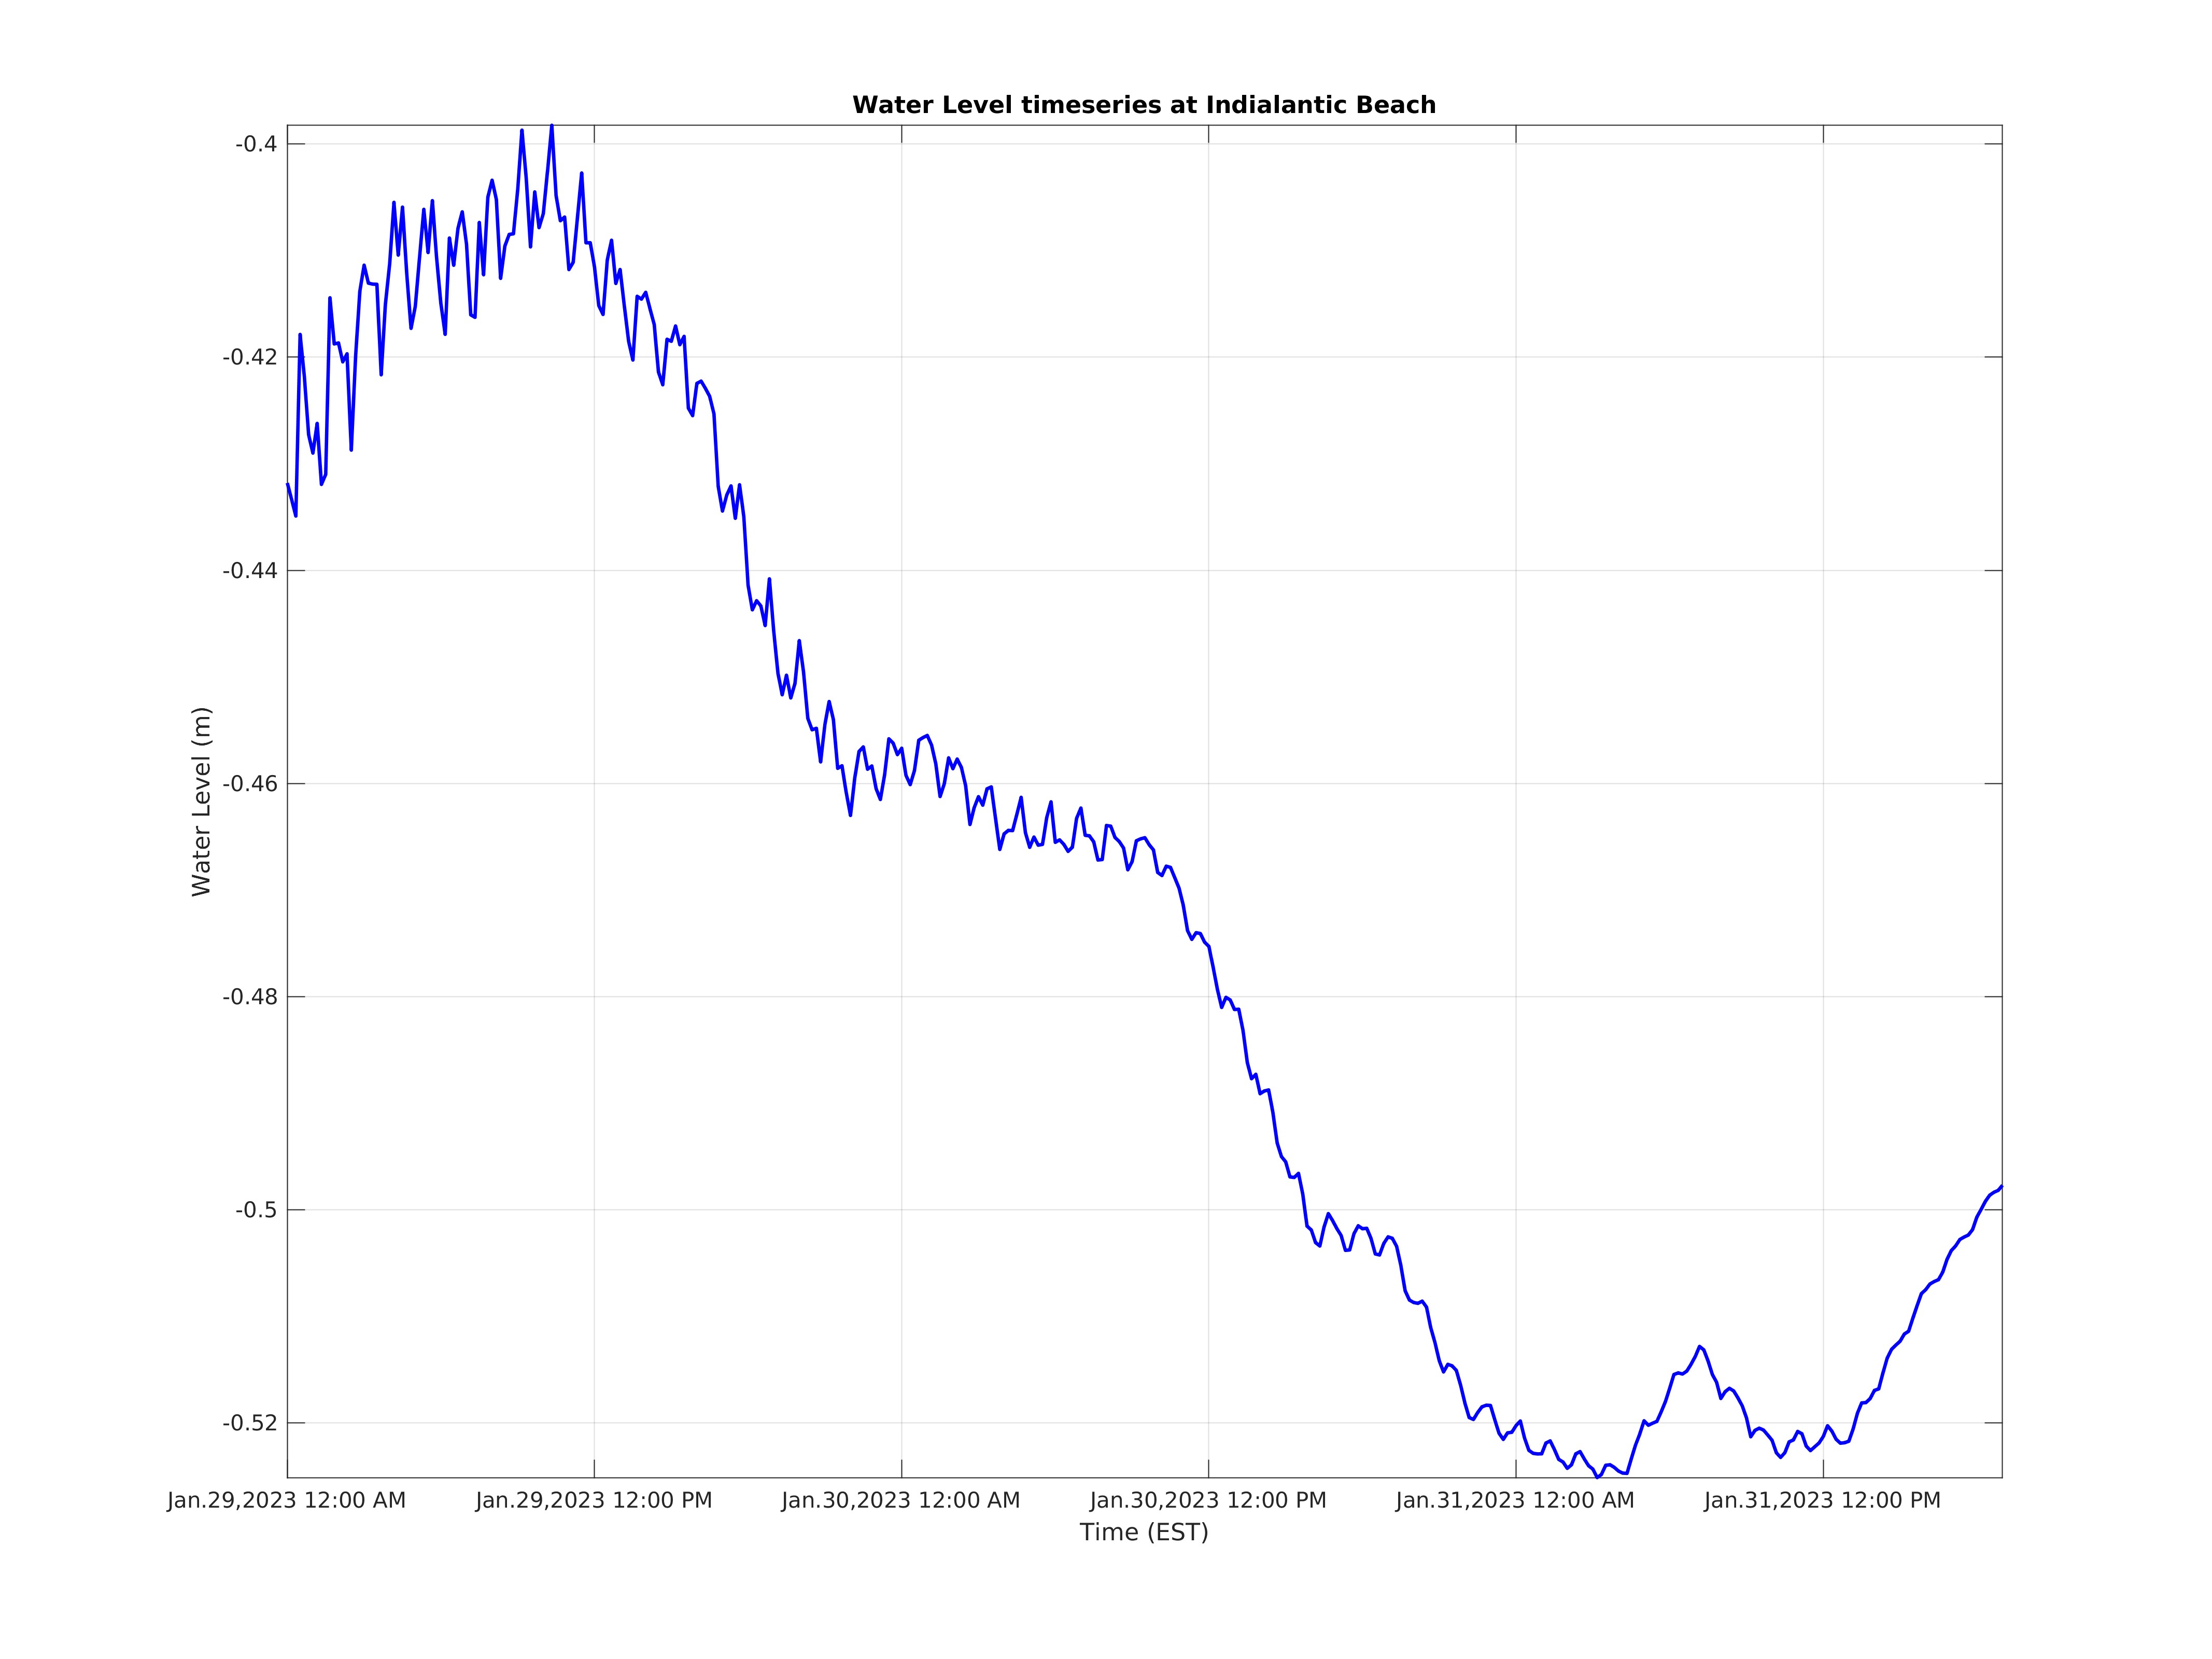 Water Level timeseries at Indialantic Beach
-0.4
-0.42
-0.44
-0.46
-0.48
-0.5
-0.52
Water Level (m)
Jan.29,2023 12:00 AM
Jan.29,2023 12:00 PM
Jan.30,2023 12:00 AM
Jan.30,2023 12:00 PM
Jan.31,2023 12:00 AM
Jan.31,2023 12:00 PM
Time (EST)